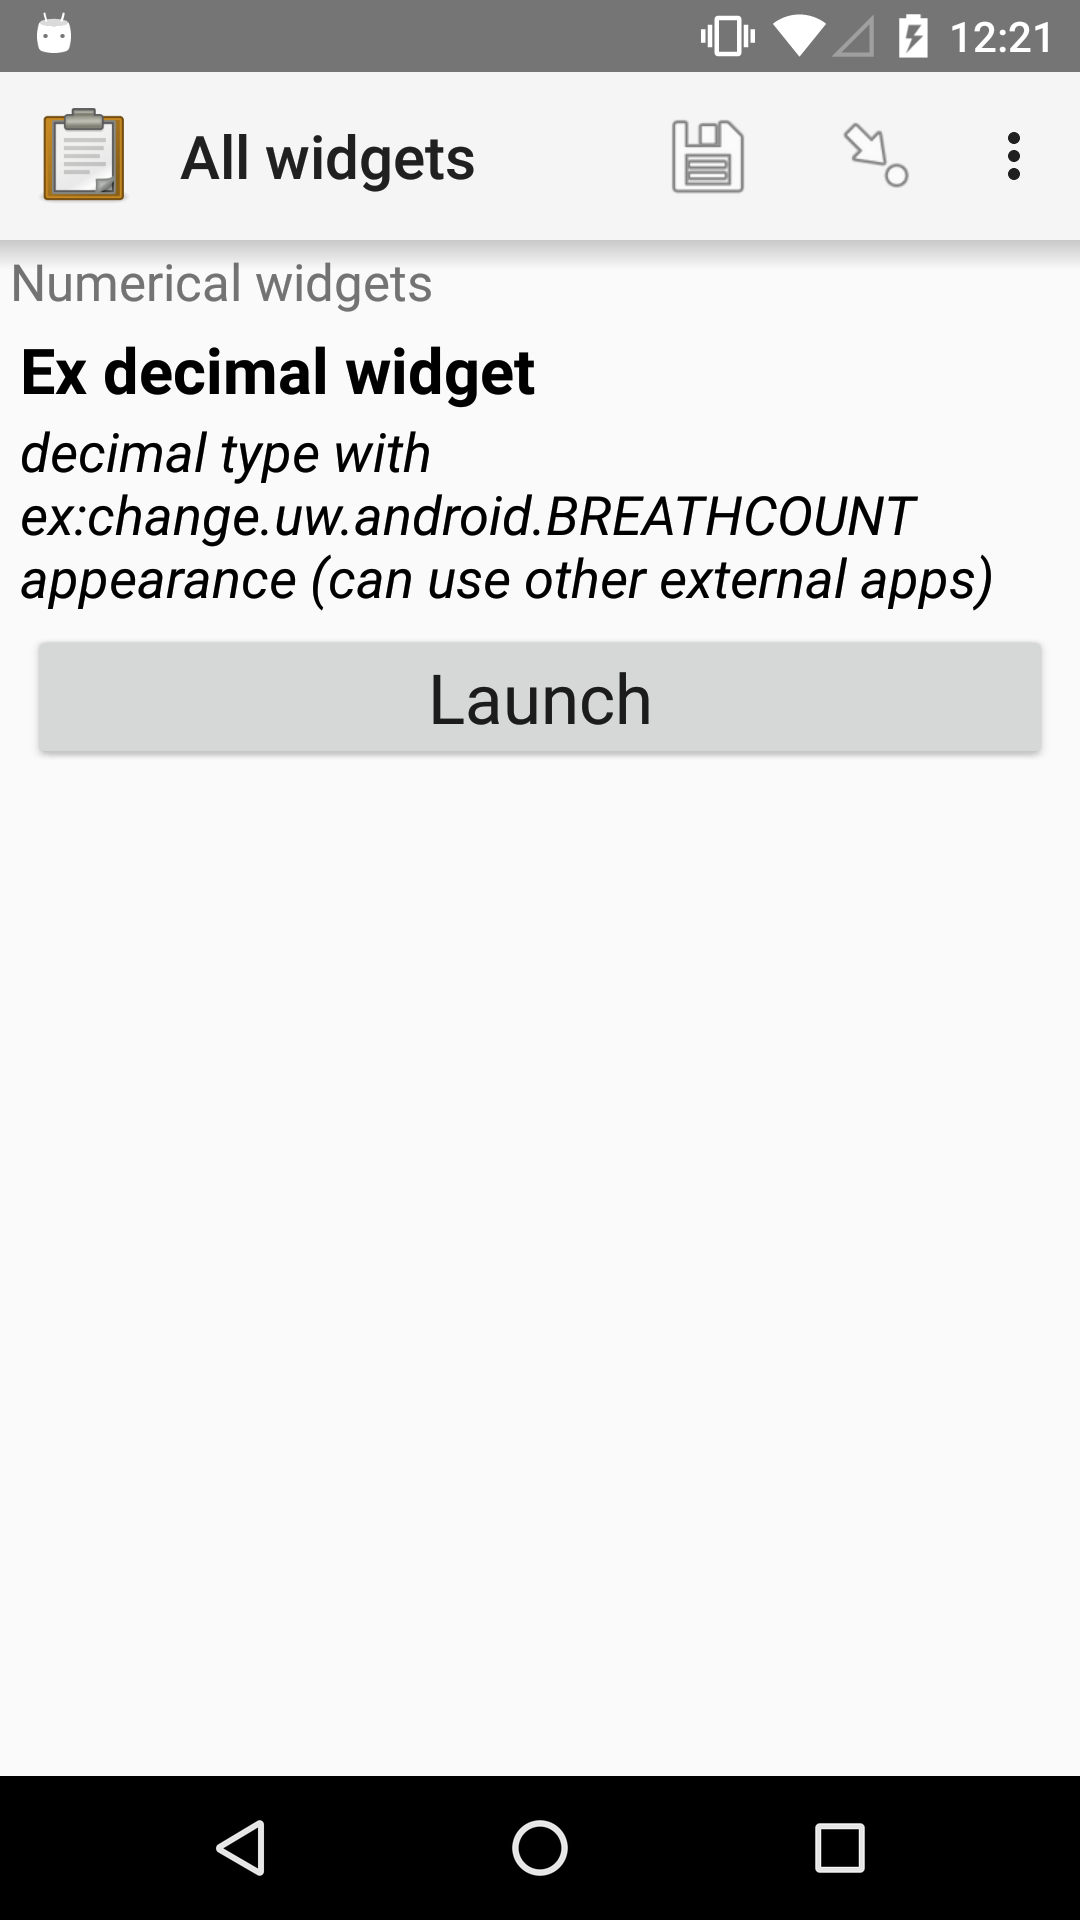 12:21
All widgets
Numerical widgets
Ex decimal widget
decimal type with
ex:change.uw.android.BREATHCOUNT
appearance (can use other external apps)
Launch